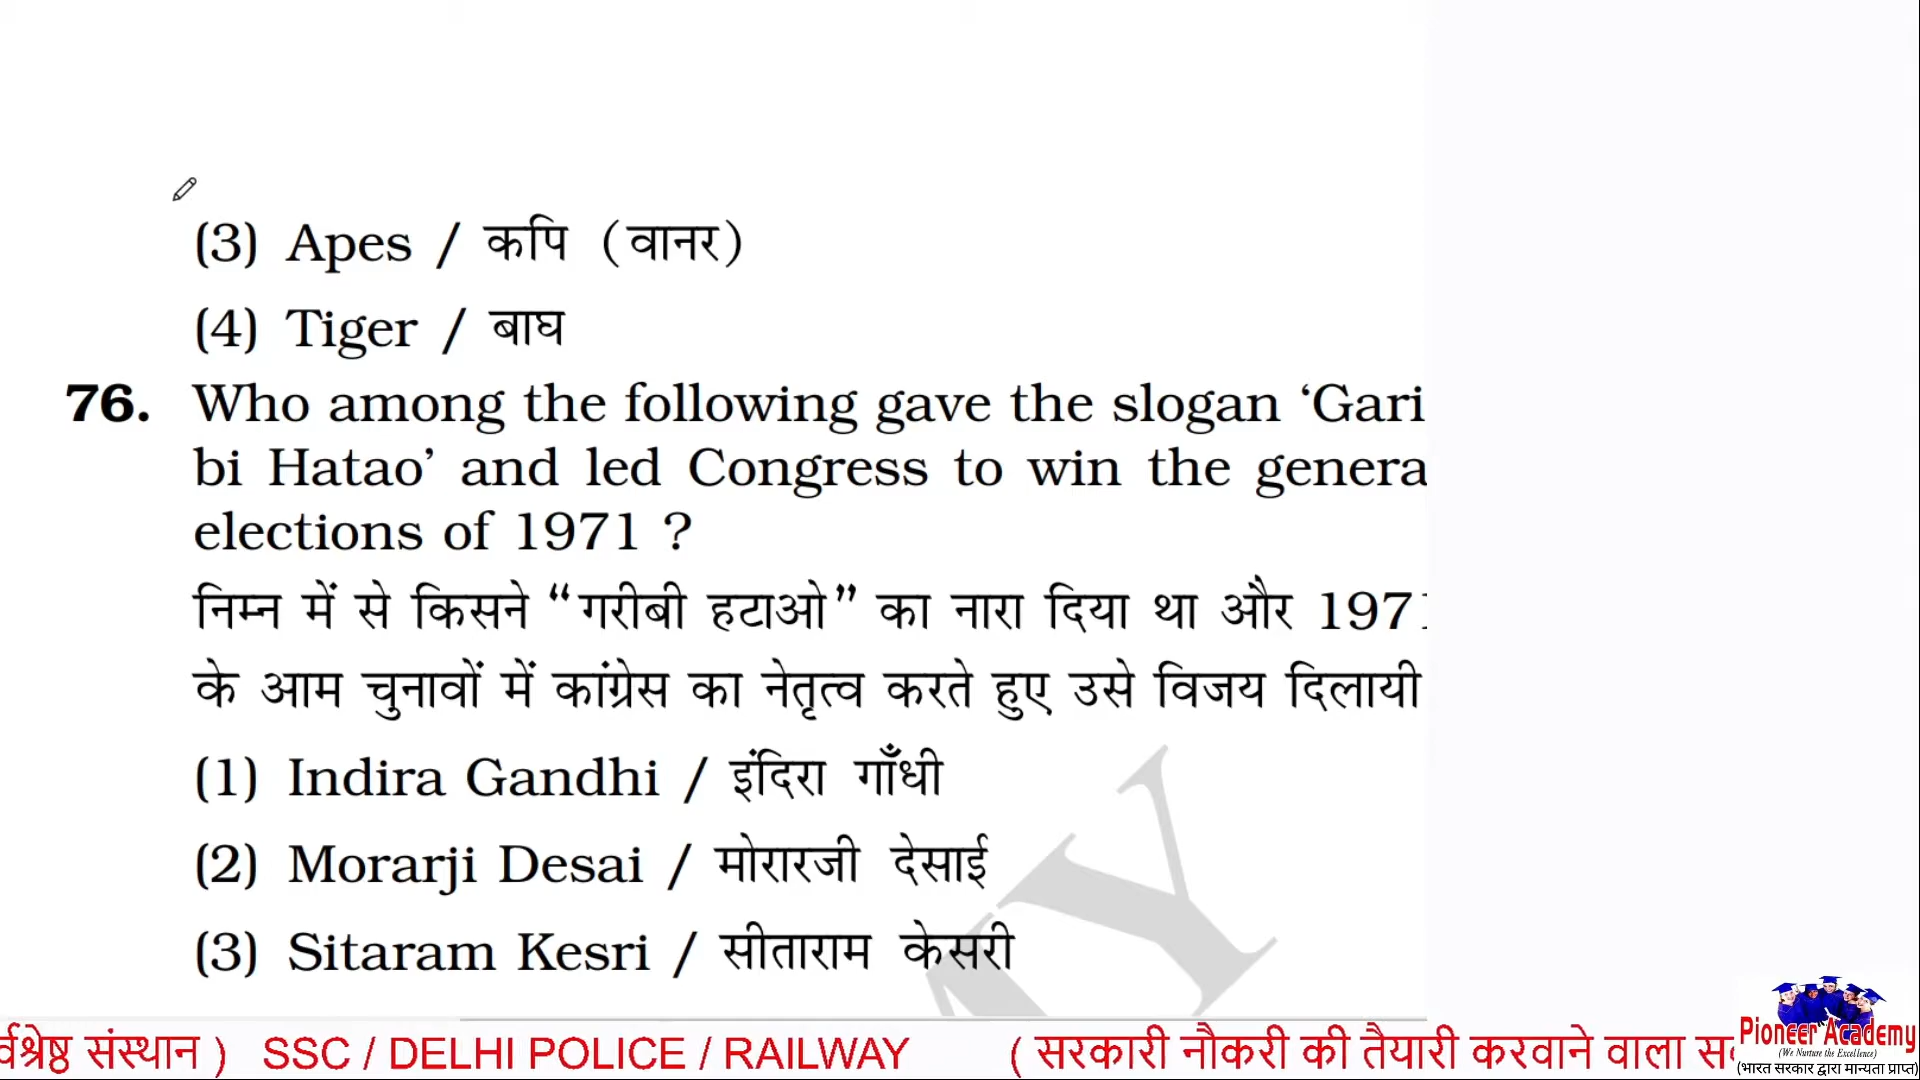 (3) Apes / कपि (वानर)
(4) Tiger / बाघ
76. Who among the following gave the slogan ‘Gari
bi Hatao’ and led Congress to win the genera
elections of 1971 ?
निम्न में से किसने “गरीबी हटाओ” का नारा दिया था और 1971
के आम चुनावों में कांग्रेस का नेतृत्व करते हुए उसे विजय दिलायी
(1) Indira Gandhi / इंदिरा गाँधी
(2) Morarji Desai / मोरारजी देसाई
(3) Sitaram Kesri / सीताराम केसरी
र्वश्रेष्ठ संस्थान ) SSC / DELHI POLICE / RAILWAY ( सरकारी नौकरी की तैयारी करवाने वाला स
Pioneer Academy
(We Nurture the Excellence)
(भारत सरकार द्वारा मान्यता प्राप्त)